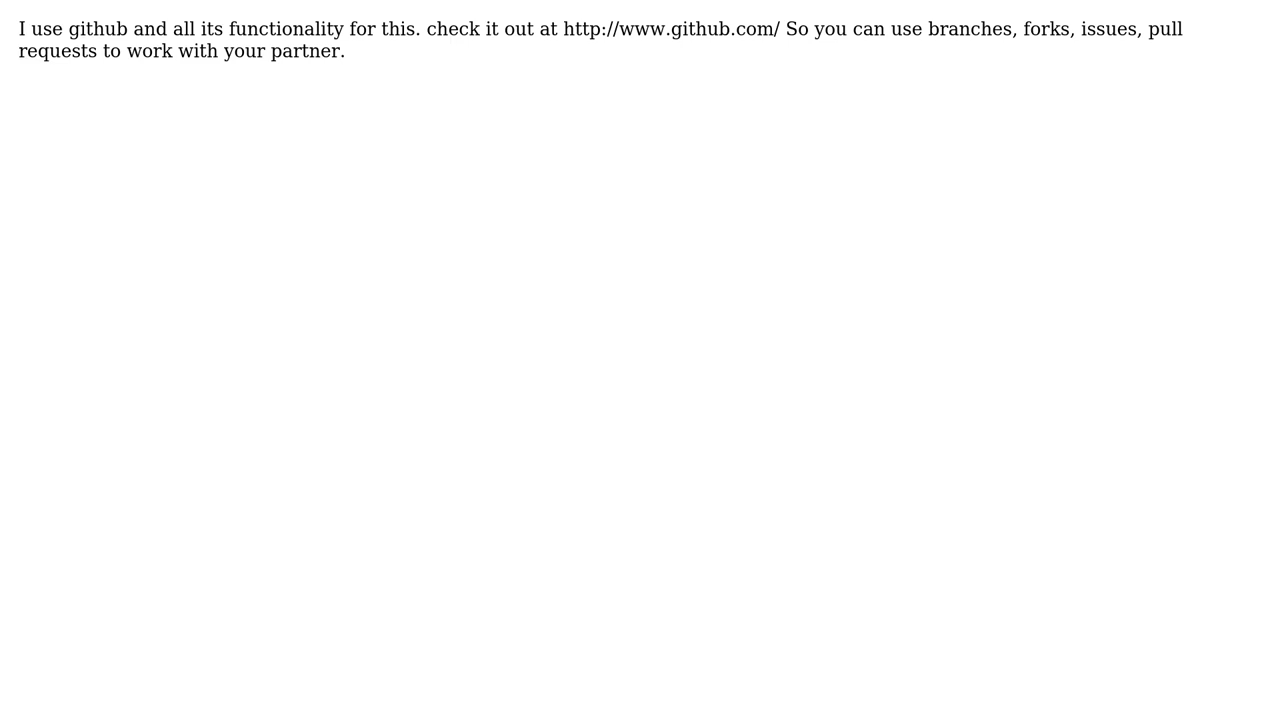 I use github and all its functionality for this. check it out at http://www.github.com/ So you can use branches, forks, issues, pull
requests to work with your partner.